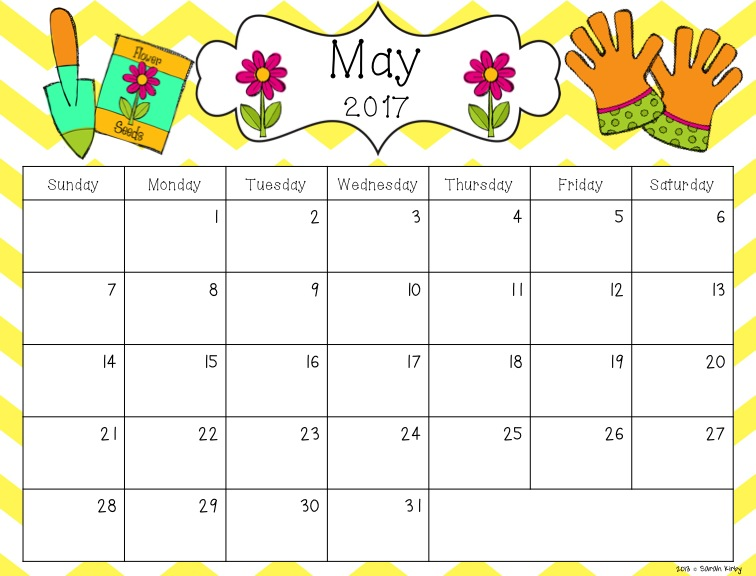 Flower
Seeds
May
2017
Sunday Monday Tuesday Wednesday Thursday Friday Saturday
1 2 3 4 5 6
7 8 9 10 11 12 13
14 15 16 17 18 19 20
21 22 23 24 25 26 27
28 29 30 31
2013 © Sarah Kirby